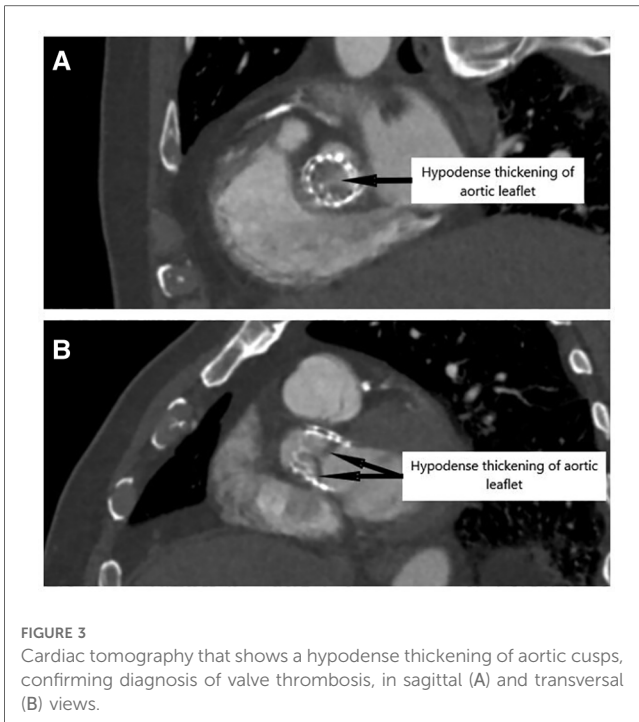 A
Hypodense thickening of
aortic leaflet
B
Hypodense thickening of aortic
leaflet
FIGURE 3
Cardiac tomography that shows a hypodense thickening of aortic cusps,
confirming diagnosis of valve thrombosis, in sagittal (A) and transversal
(B) views.